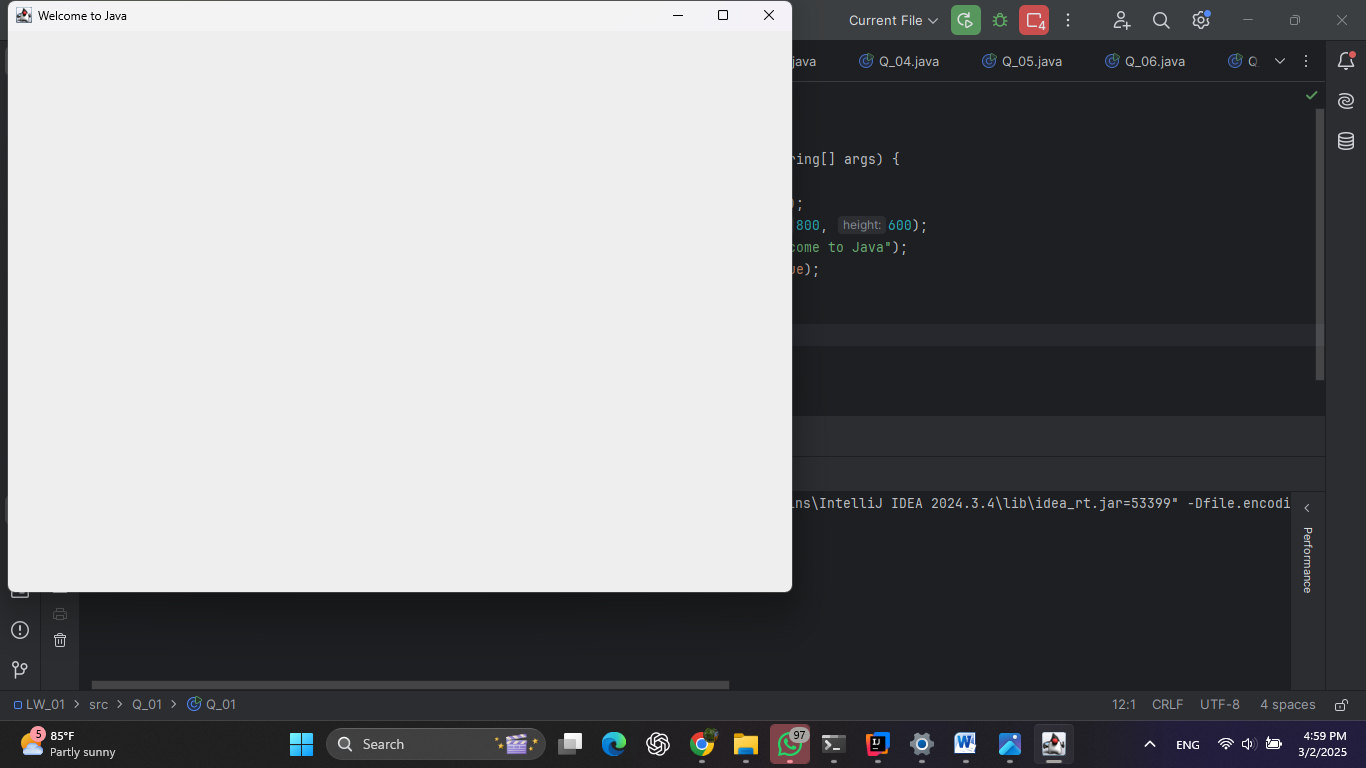 Welcome to Java
Current File
4
java
Q_04.java
Q_05.java
Q_06.java
Q
ring[] args) {
);
800, height: 600);
come to Java");
ue);
ins\IntelliJ IDEA 2024.3.4\lib\idea_rt.jar=53399" -Dfile.encodi
Performance
LW_01 > src > Q_01 > Q_01
12:1 CRLF UTF-8 4 spaces
5
85°F
Partly sunny
Search
97
ENG
4:59 PM
3/2/2025